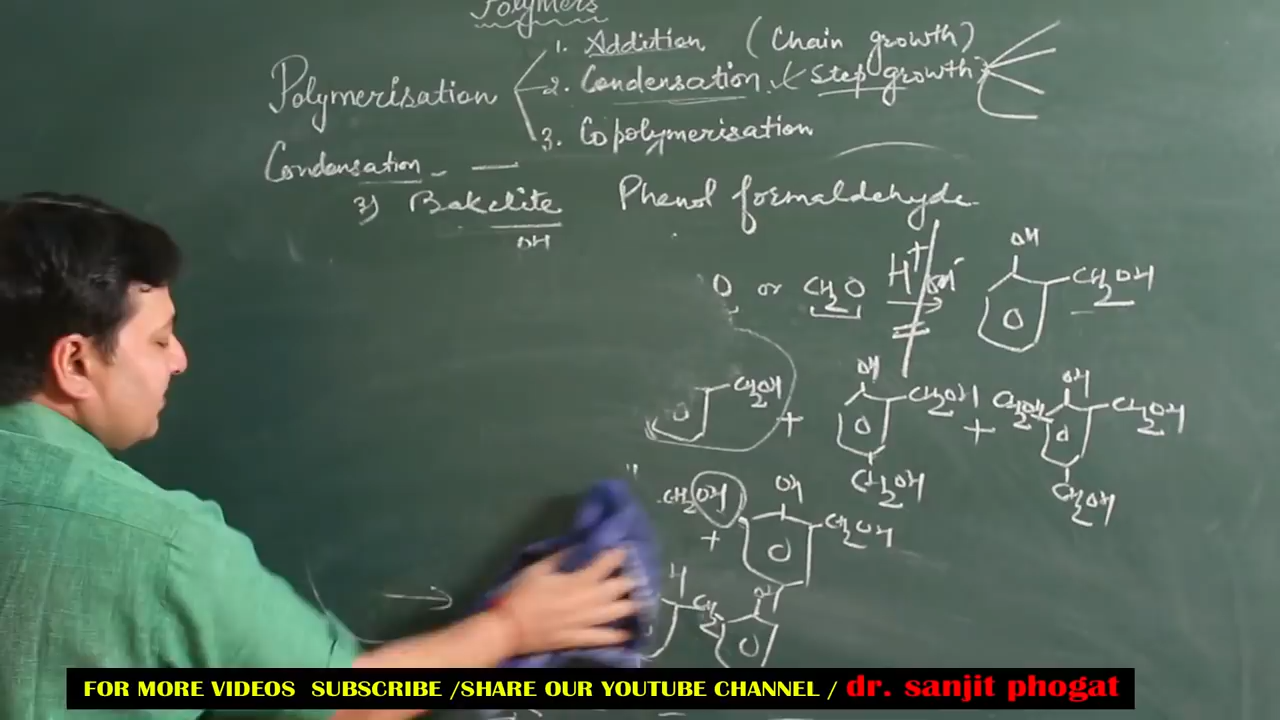 Polymers
1. Addition (Chain growth)
Polymerisation 2. Condensation (Step growth)
3. Copolymerisation
Condensation -
3) Bakelite Phenol formaldehyde
OH
OH
O or CH2O H+ OH- CH2OH
O
OH OH
CH2OH CH2OH CH2OH CH2OH
O + O + O
CH2OH CH2OH
CH2OH OH CH2OH
+ O
H CH2 OH
O
FOR MORE VIDEOS SUBSCRIBE /SHARE OUR YOUTUBE CHANNEL / dr. sanjit phogat